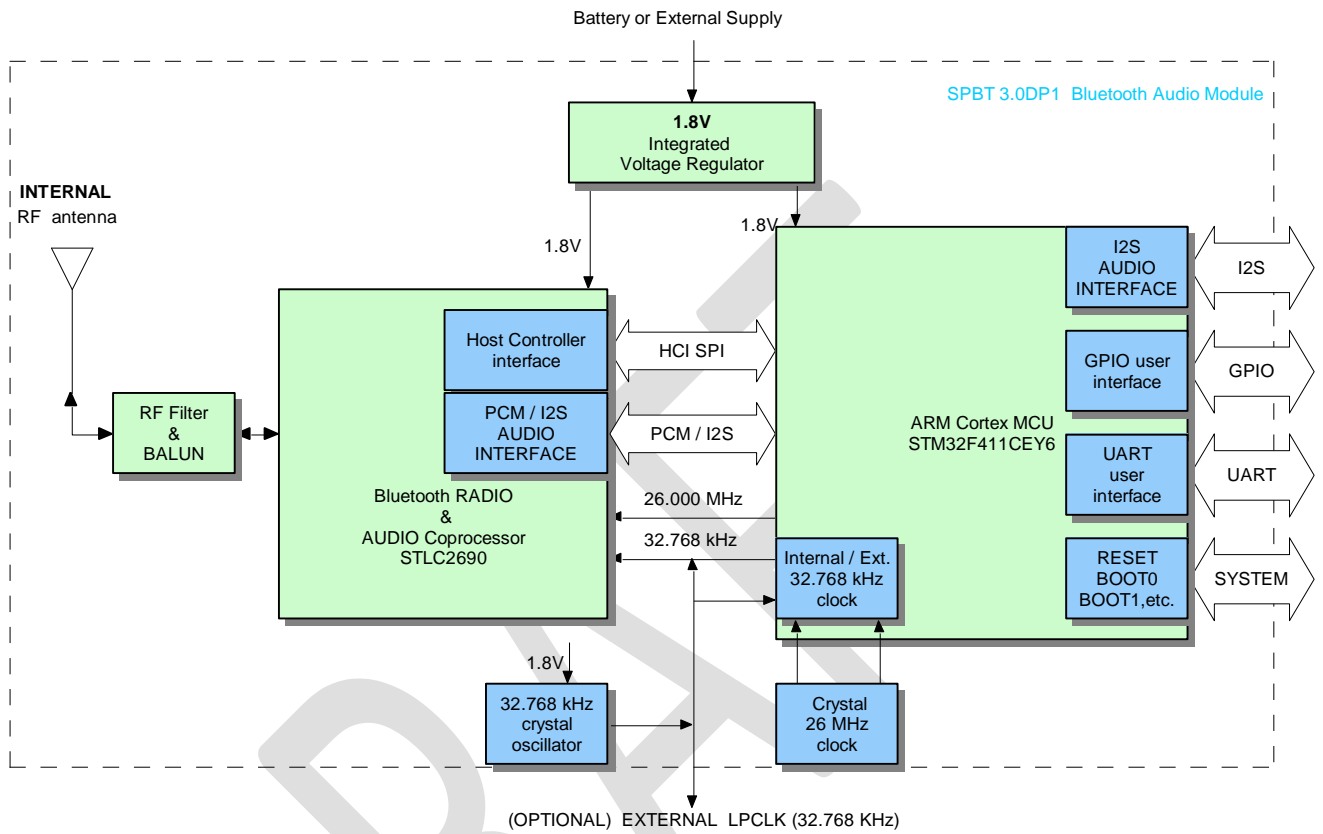 Battery or External Supply
SPBT 3.0DP1 Bluetooth Audio Module
1.8V
Integrated
Voltage Regulator
INTERNAL
RF antenna
1.8V
1.8V
I2S
AUDIO
INTERFACE
I2S
Host Controller
interface
HCI SPI
GPIO user
interface
GPIO
RF Filter
&
BALUN
PCM / I2S
AUDIO
INTERFACE
PCM / I2S
ARM Cortex MCU
STM32F411CEY6
UART
user
interface
UART
Bluetooth RADIO
&
AUDIO Coprocessor
STLC2690
26.000 MHz
32.768 kHz
Internal / Ext.
32.768 kHz
clock
RESET
BOOT0
BOOT1,etc.
SYSTEM
1.8V
32.768 kHz
crystal
oscillator
Crystal
26 MHz
clock
(OPTIONAL) EXTERNAL LPCLK (32.768 KHz)
DRAFT